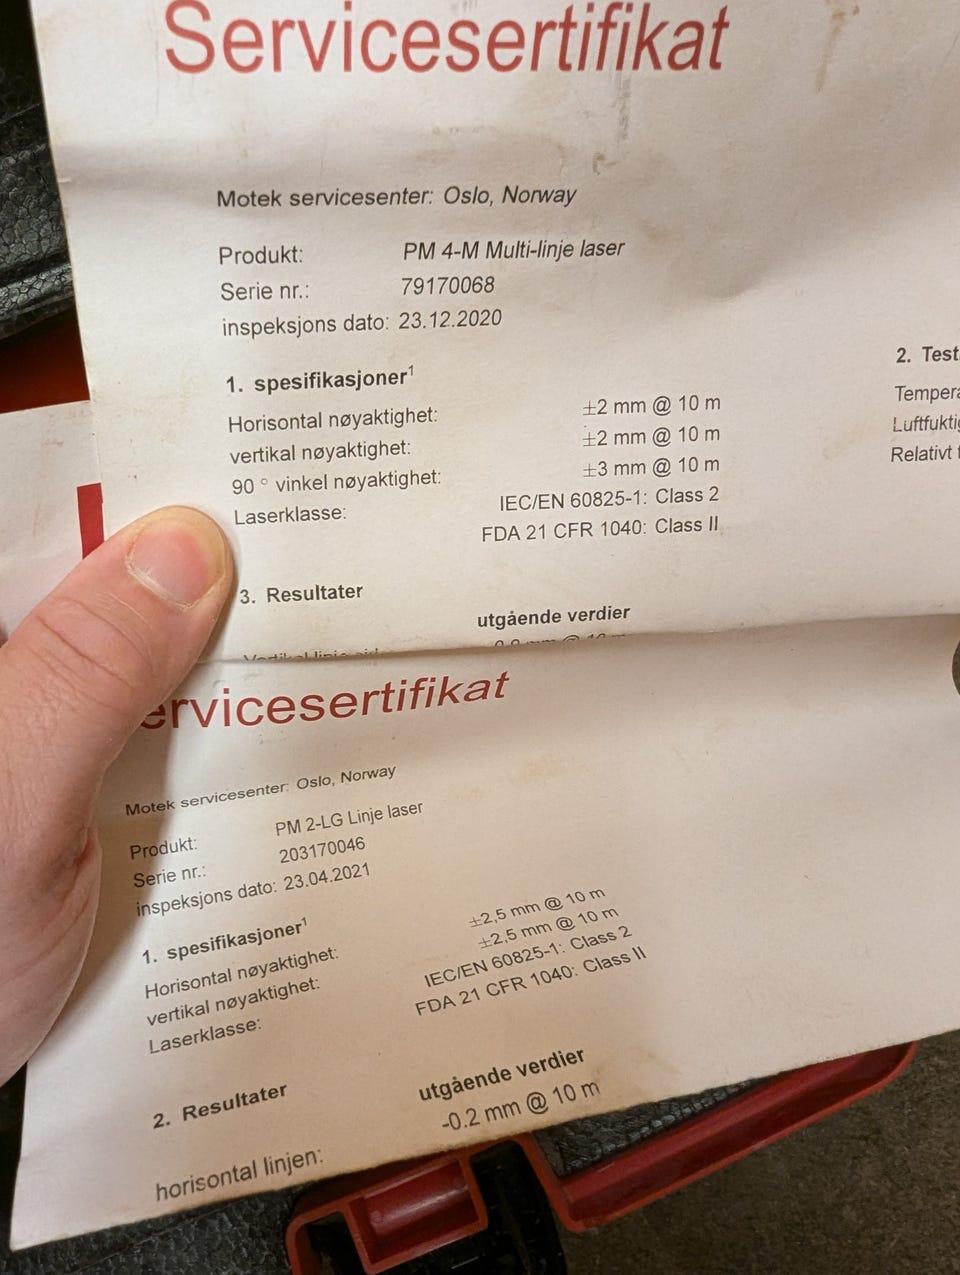 Servicesertifikat
Motek servicesenter: Oslo, Norway
Produkt: PM 4-M Multi-linje laser
Serie nr.: 79170068
inspeksjons dato: 23.12.2020
1. spesifikasjoner1
Horisontal nøyaktighet: ±2 mm @ 10 m
vertikal nøyaktighet: ±2 mm @ 10 m
90 ° vinkel nøyaktighet: ±3 mm @ 10 m
Laserklasse: IEC/EN 60825-1: Class 2
FDA 21 CFR 1040: Class II
2. Test
Tempera
Luftfuktig
Relativt
3. Resultater
utgående verdier
ervicesertifikat
Motek servicesenter: Oslo, Norway
Produkt: PM 2-LG Linje laser
Serie nr.: 203170046
inspeksjons dato: 23.04.2021
1. spesifikasjoner1
Horisontal nøyaktighet: ±2,5 mm @ 10 m
vertikal nøyaktighet: ±2,5 mm @ 10 m
Laserklasse: IEC/EN 60825-1: Class 2
FDA 21 CFR 1040: Class II
2. Resultater
utgående verdier
horisontal linjen: -0.2 mm @ 10 m